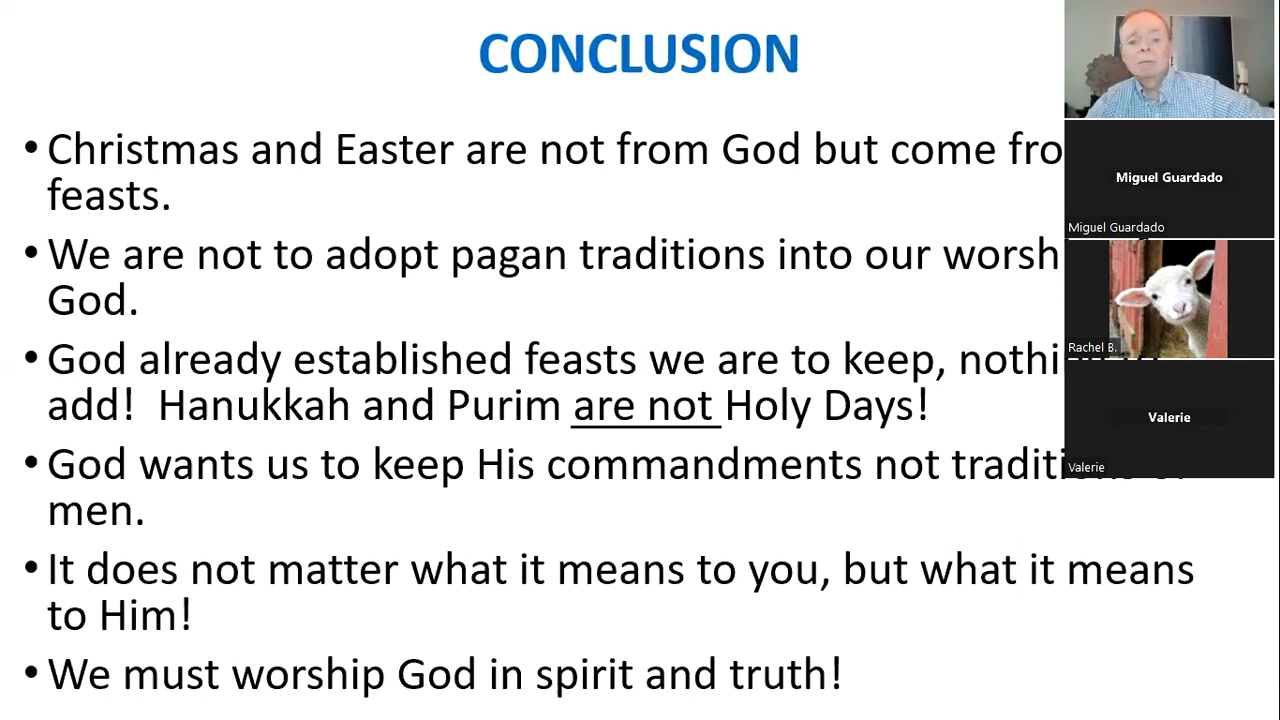 CONCLUSION
• Christmas and Easter are not from God but come fro
feasts.
• We are not to adopt pagan traditions into our worsh
God.
• God already established feasts we are to keep, nothi
add!  Hanukkah and Purim are not Holy Days!
• God wants us to keep His commandments not traditi
men.
• It does not matter what it means to you, but what it means
to Him!
• We must worship God in spirit and truth!
Miguel Guardado
Miguel Guardado
Rachel B.
Valerie
Valerie